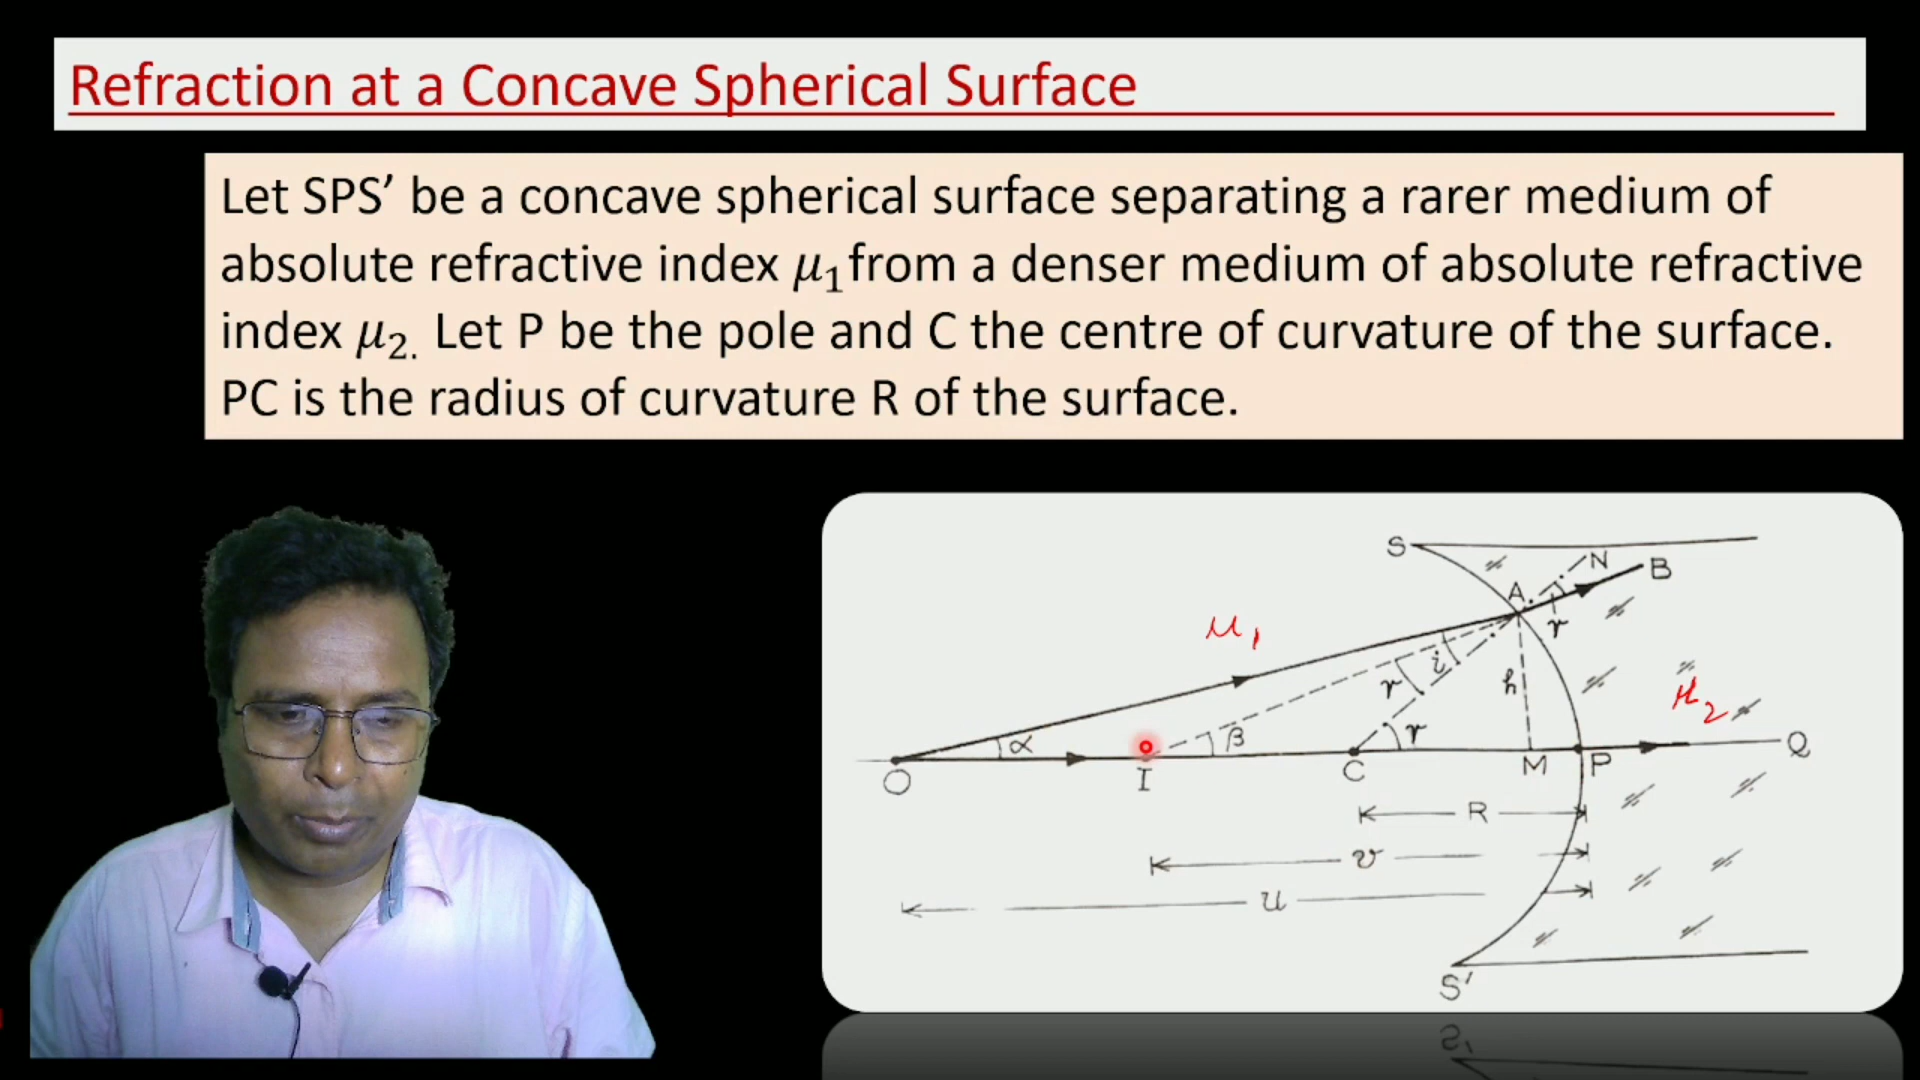 Refraction at a Concave Spherical Surface
Let SPS’ be a concave spherical surface separating a rarer medium of
absolute refractive index μ₁ from a denser medium of absolute refractive
index μ₂. Let P be the pole and C the centre of curvature of the surface.
PC is the radius of curvature R of the surface.
S
N
B
A
μ₁
r
i
r
h
μ₂
α
β
γ
Q
O
I
C
M
P
R
v
u
S'